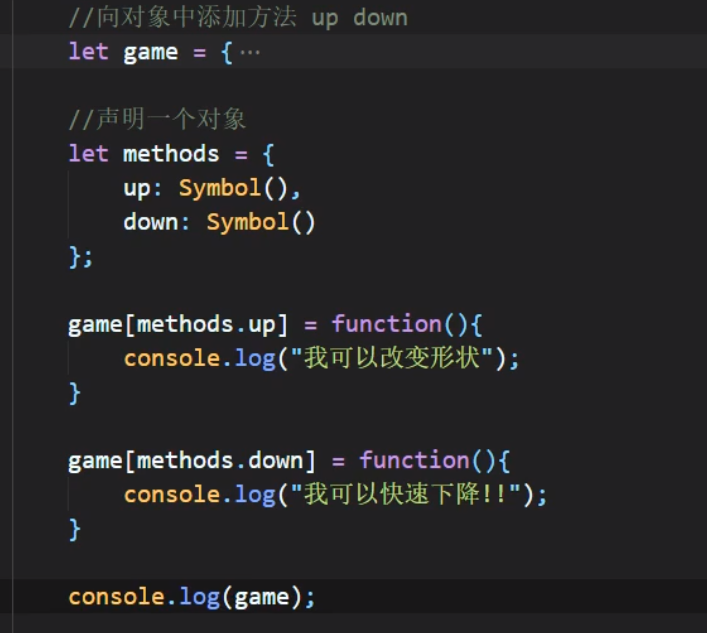 //向对象中添加方法 up down
let game = {···
//声明一个对象
let methods = {
up: Symbol(),
down: Symbol()
};
game[methods.up] = function(){
console.log("我可以改变形状");
}
game[methods.down] = function(){
console.log("我可以快速下降!!");
}
console.log(game);